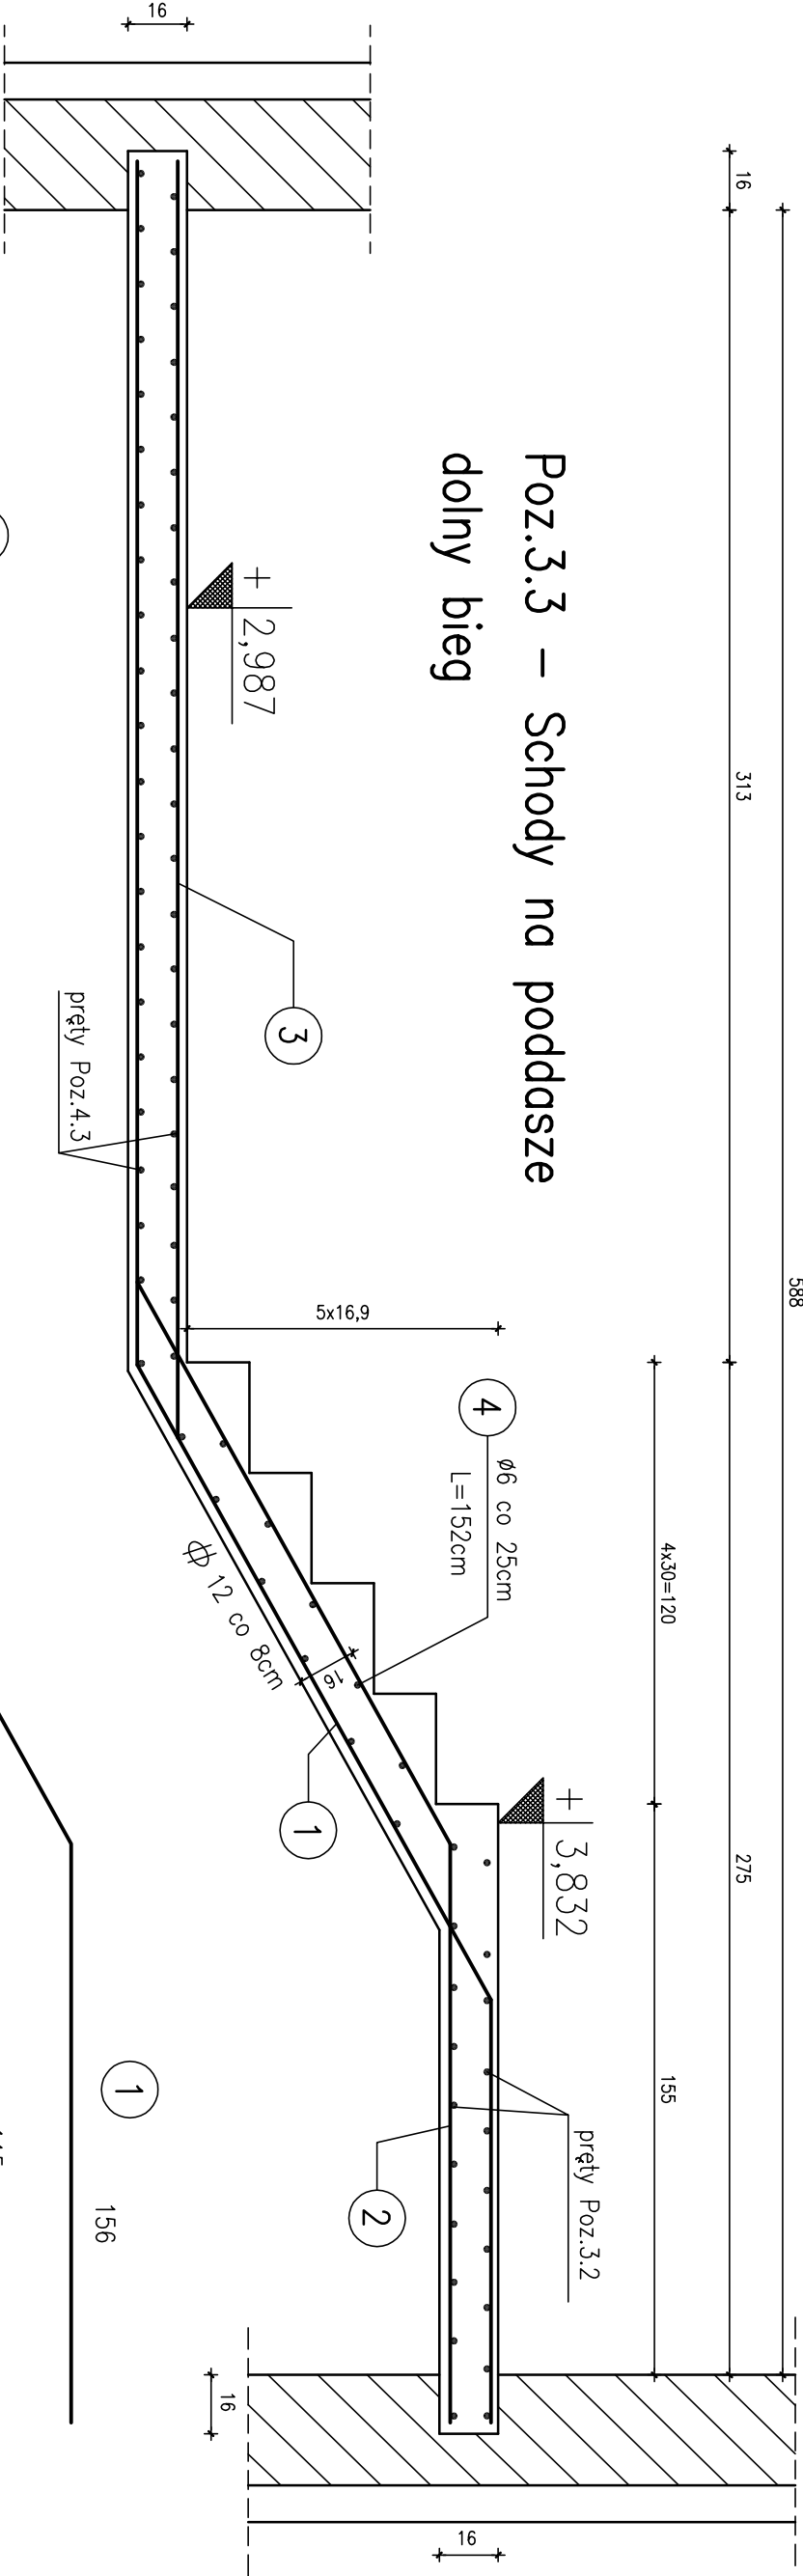 588
16
313
275
4x30=120
155
Poz.3.3 – Schody na poddasze
dolny bieg
5x16,9
4
ø6 co 25cm
L=152cm
+ 3,832
pręty Poz.3.2
+ 2,987
3
16
2
1
12 co 8cm
16
pręty Poz.4.3
16
16
1
156